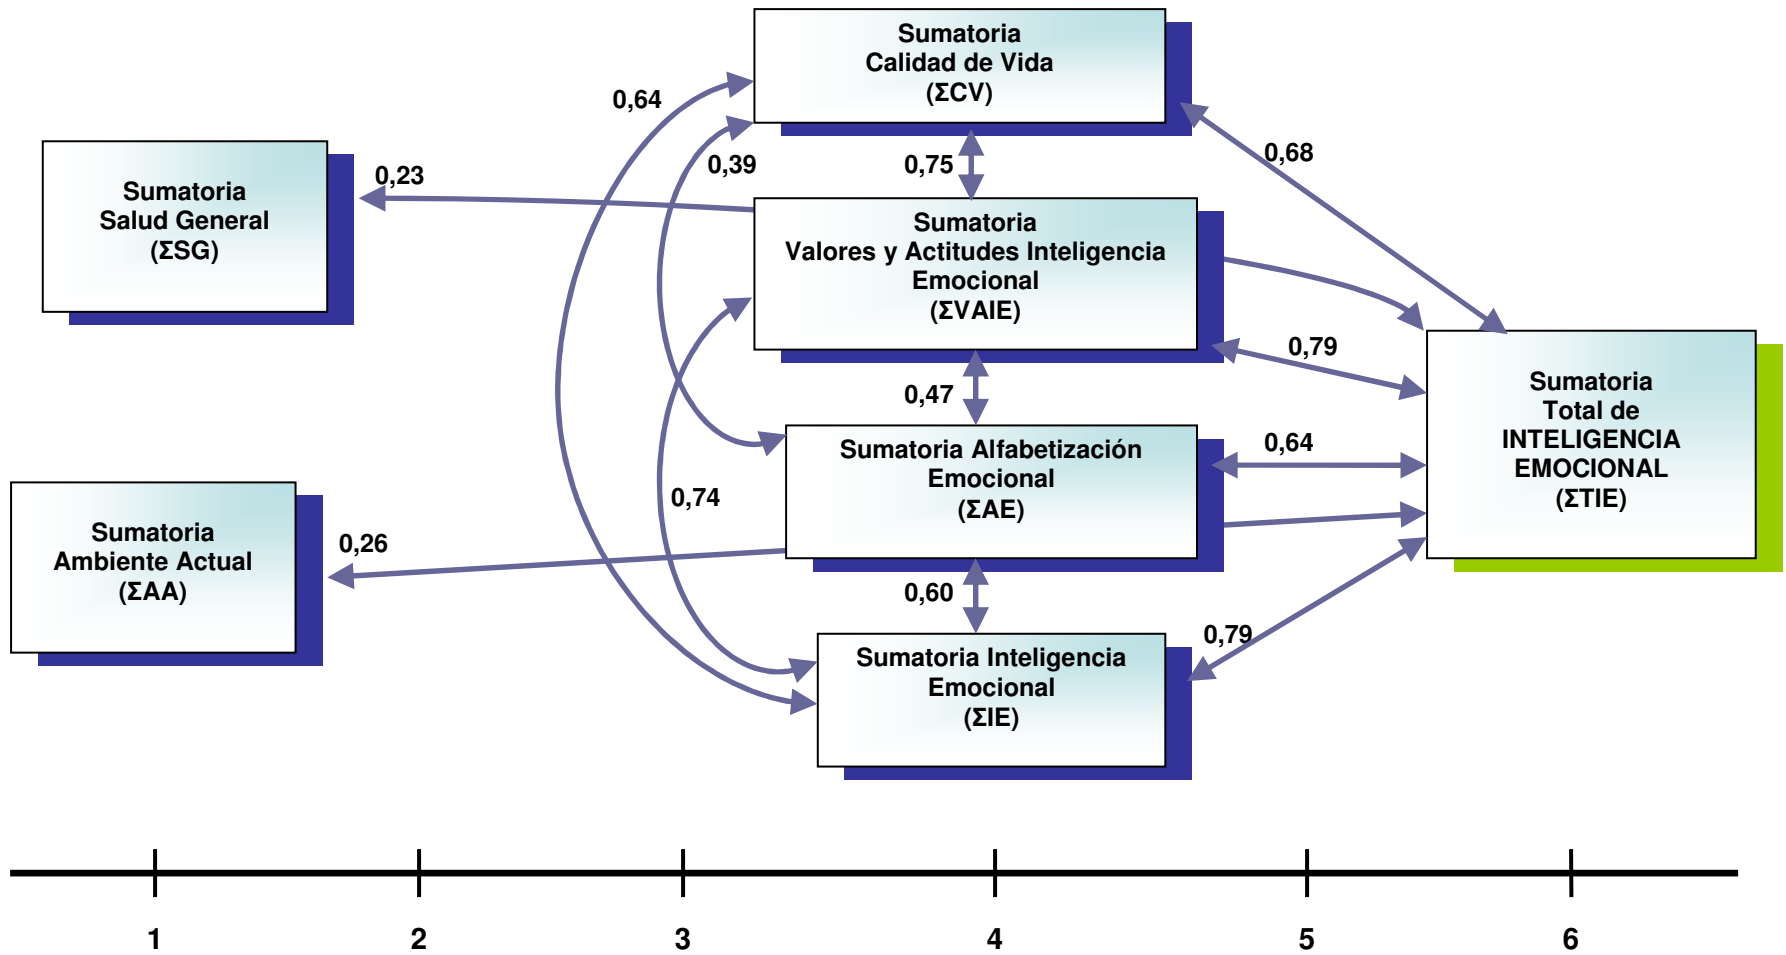 Sumatoria
Calidad de Vida
(ΣCV)
0,64
0,39
0,75
0,68
Sumatoria
Salud General
(ΣSG)
0,23
Sumatoria
Valores y Actitudes Inteligencia
Emocional
(ΣVAIE)
0,79
0,47
Sumatoria
Total de
INTELIGENCIA
EMOCIONAL
(ΣTIE)
Sumatoria Alfabetización
Emocional
(ΣAE)
0,64
0,74
Sumatoria
Ambiente Actual
(ΣAA)
0,26
0,60
0,79
Sumatoria Inteligencia
Emocional
(ΣIE)
1 2 3 4 5 6